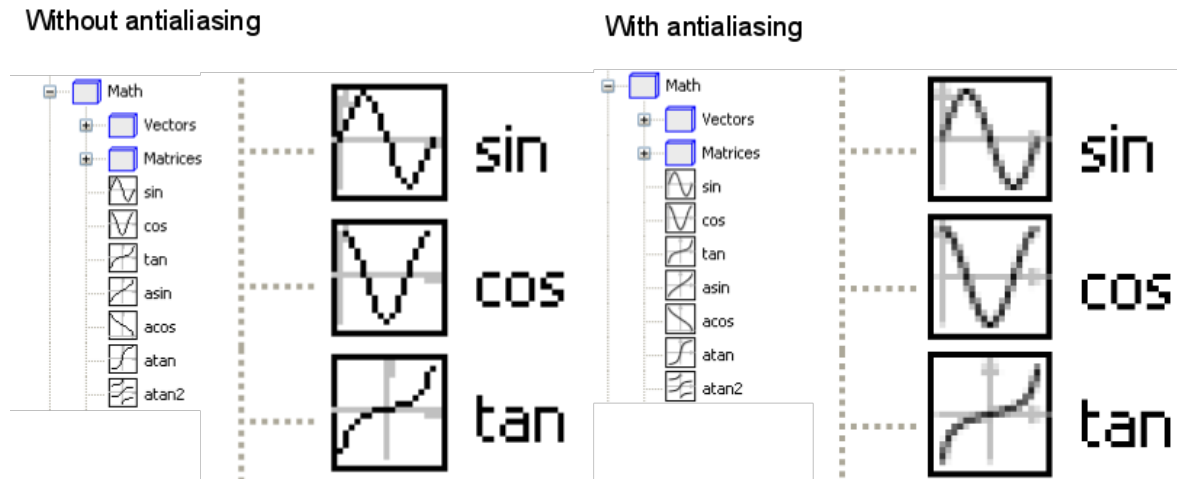 Without antialiasing
Math
Vectors
Matrices
sin
cos
tan
asin
acos
atan
atan2
sin
cos
tan
With antialiasing
Math
Vectors
Matrices
sin
cos
tan
asin
acos
atan
atan2
sin
cos
tan